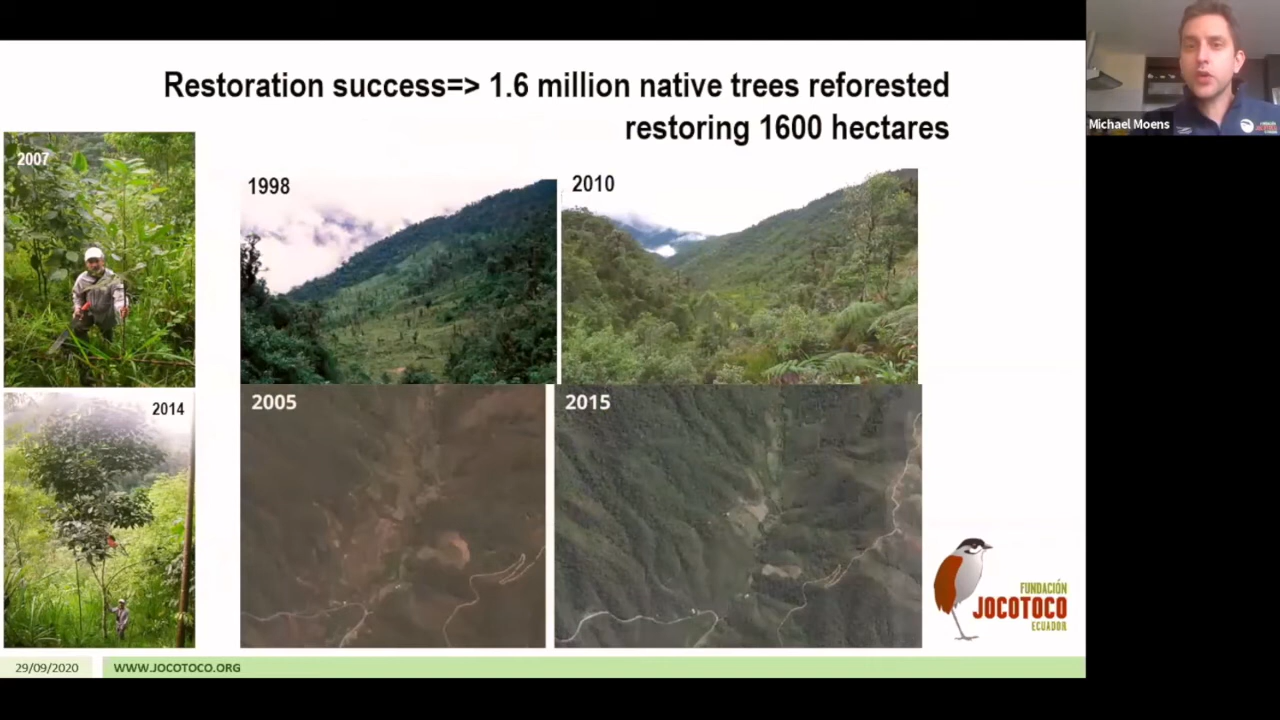 Restoration success=> 1.6 million native trees reforested
restoring 1600 hectares
Michael Moens
2007
1998
2010
2014
2005
2015
FUNDACIÓN
JOCOTOCO
ECUADOR
29/09/2020
WWW.JOCOTOCO.ORG